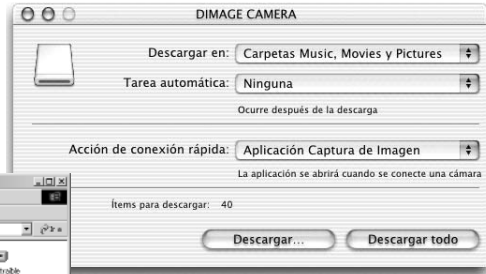 DIMAGE CAMERA
Descargar en: Carpetas Music, Movies y Pictures
Tarea automática: Ninguna
Ocurre después de la descarga
Acción de conexión rápida: Aplicación Captura de Imagen
La aplicación se abrirá cuando se conecte una cámara
Ítems para descargar: 40
Descargar... Descargar todo